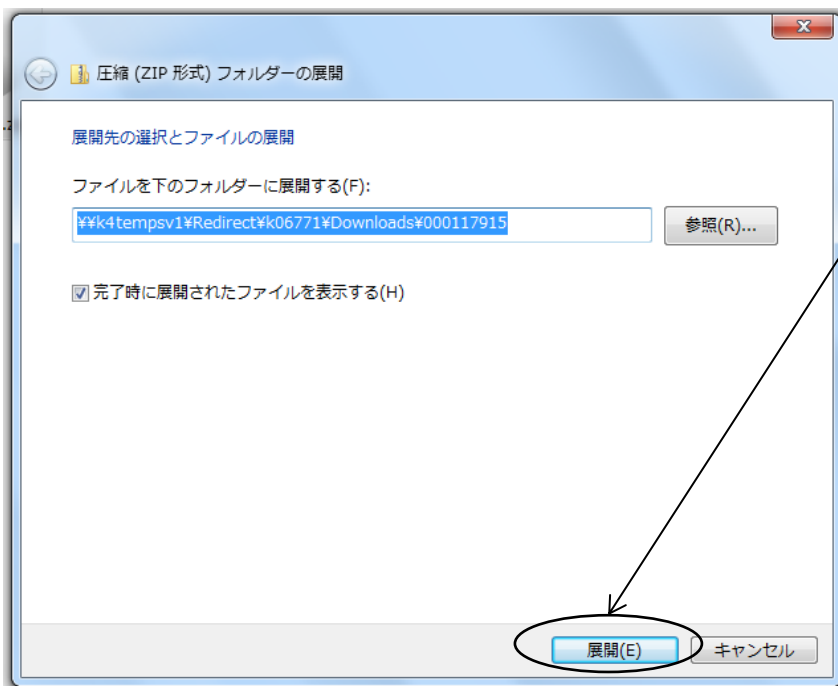 圧縮 (ZIP 形式) フォルダーの展開
展開先の選択とファイルの展開
ファイルを下のフォルダーに展開する(F):
¥¥k4tempsv1¥Redirect¥k06771¥Downloads¥000117915
参照(R)...
完了時に展開されたファイルを表示する(H)
展開(E)
キャンセル